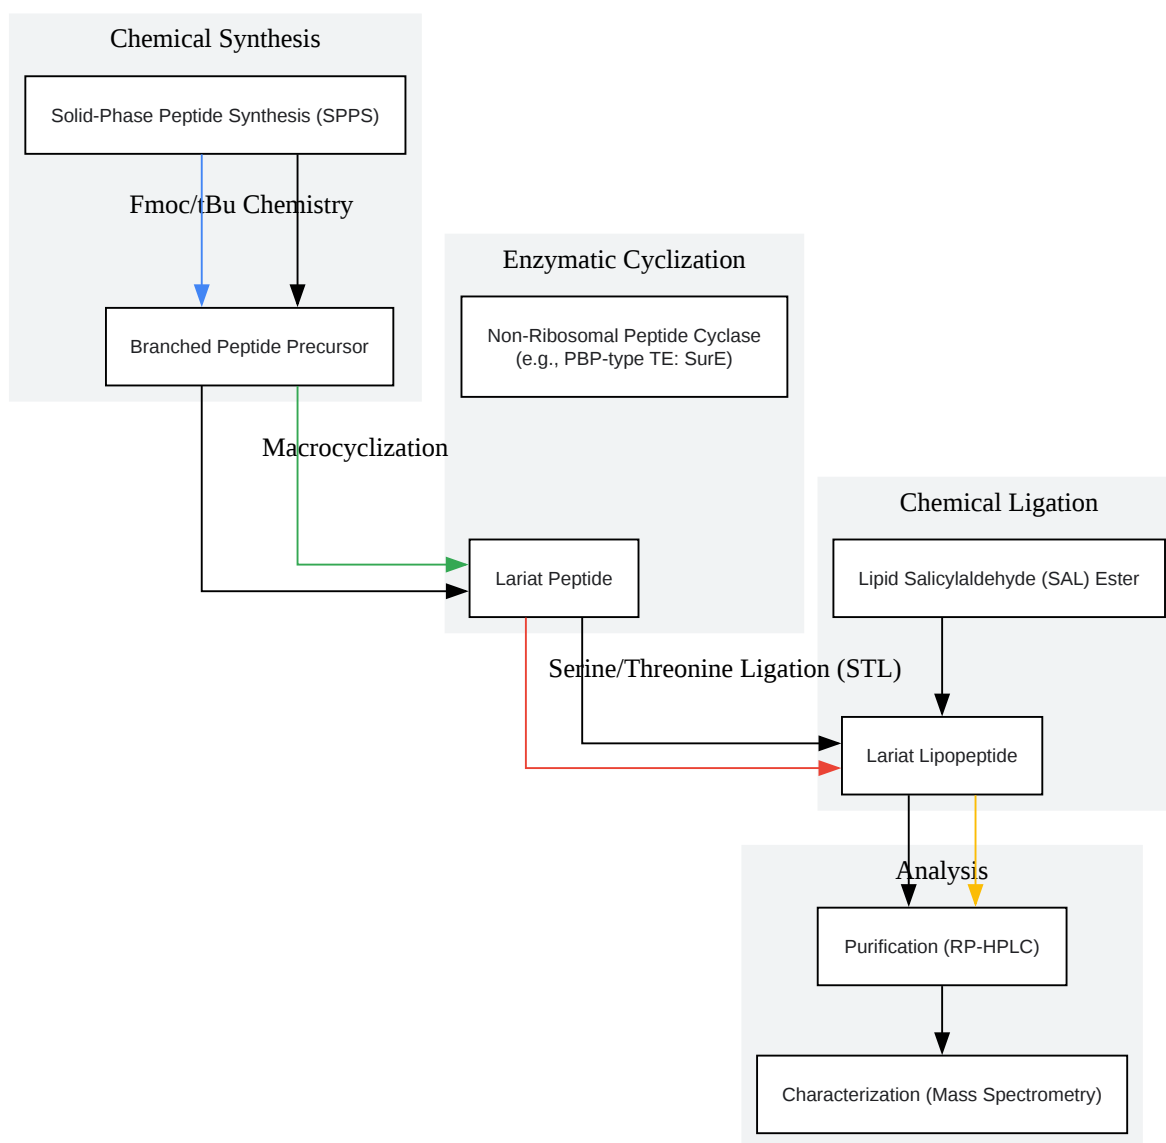 Chemical Synthesis
Solid-Phase Peptide Synthesis (SPPS)
Fmoc/tBu Chemistry
Branched Peptide Precursor
Enzymatic Cyclization
Non-Ribosomal Peptide Cyclase
(e.g., PBP-type TE: SurE)
Macrocyclization
Lariat Peptide
Chemical Ligation
Lipid Salicylaldehyde (SAL) Ester
Serine/Threonine Ligation (STL)
Lariat Lipopeptide
Analysis
Purification (RP-HPLC)
Characterization (Mass Spectrometry)